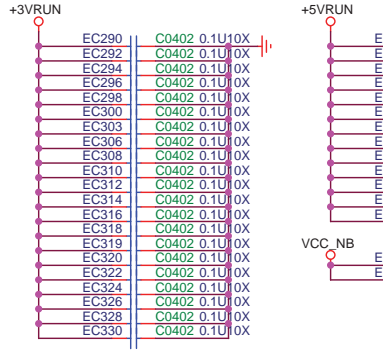 +3VRUN
+5VRUN
EC290 C0402 0.1U10X E
EC292 C0402 0.1U10X E
EC294 C0402 0.1U10X E
EC296 C0402 0.1U10X E
EC298 C0402 0.1U10X E
EC300 C0402 0.1U10X E
EC303 C0402 0.1U10X E
EC306 C0402 0.1U10X E
EC308 C0402 0.1U10X E
EC310 C0402 0.1U10X E
EC312 C0402 0.1U10X E
EC314 C0402 0.1U10X E
EC316 C0402 0.1U10X E
EC318 C0402 0.1U10X
EC319 C0402 0.1U10X
VCC_NB
EC320 C0402 0.1U10X E
EC322 C0402 0.1U10X E
EC324 C0402 0.1U10X
EC326 C0402 0.1U10X
EC328 C0402 0.1U10X
EC330 C0402 0.1U10X